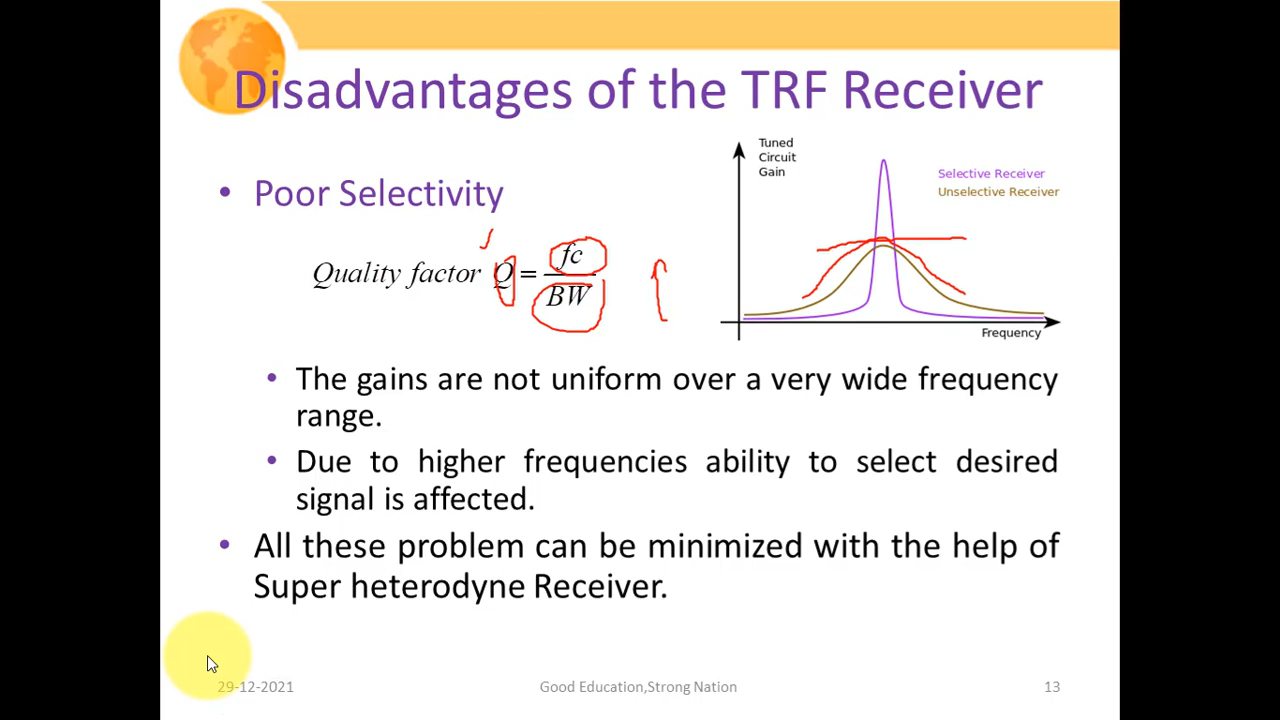 Disadvantages of the TRF Receiver
Tuned
Circuit
Gain
Selective Receiver
Unselective Receiver
Frequency
• Poor Selectivity
Quality factor Q = fc / BW
• The gains are not uniform over a very wide frequency
range.
• Due to higher frequencies ability to select desired
signal is affected.
• All these problem can be minimized with the help of
Super heterodyne Receiver.
29-12-2021
Good Education,Strong Nation
13